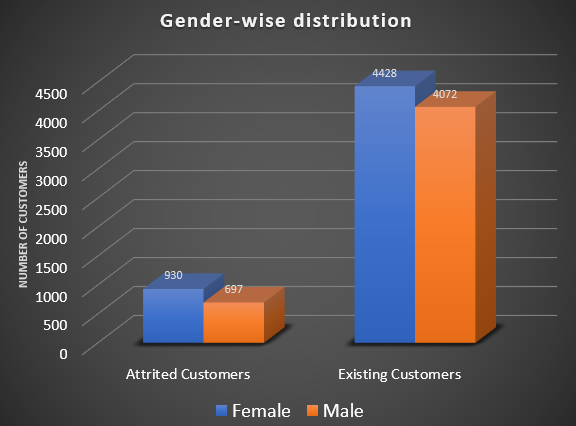 Gender-wise distribution
NUMBER OF CUSTOMERS
4500
4000
3500
3000
2500
2000
1500
1000
500
0
930
697
4428
4072
Attrited Customers
Existing Customers
Female
Male